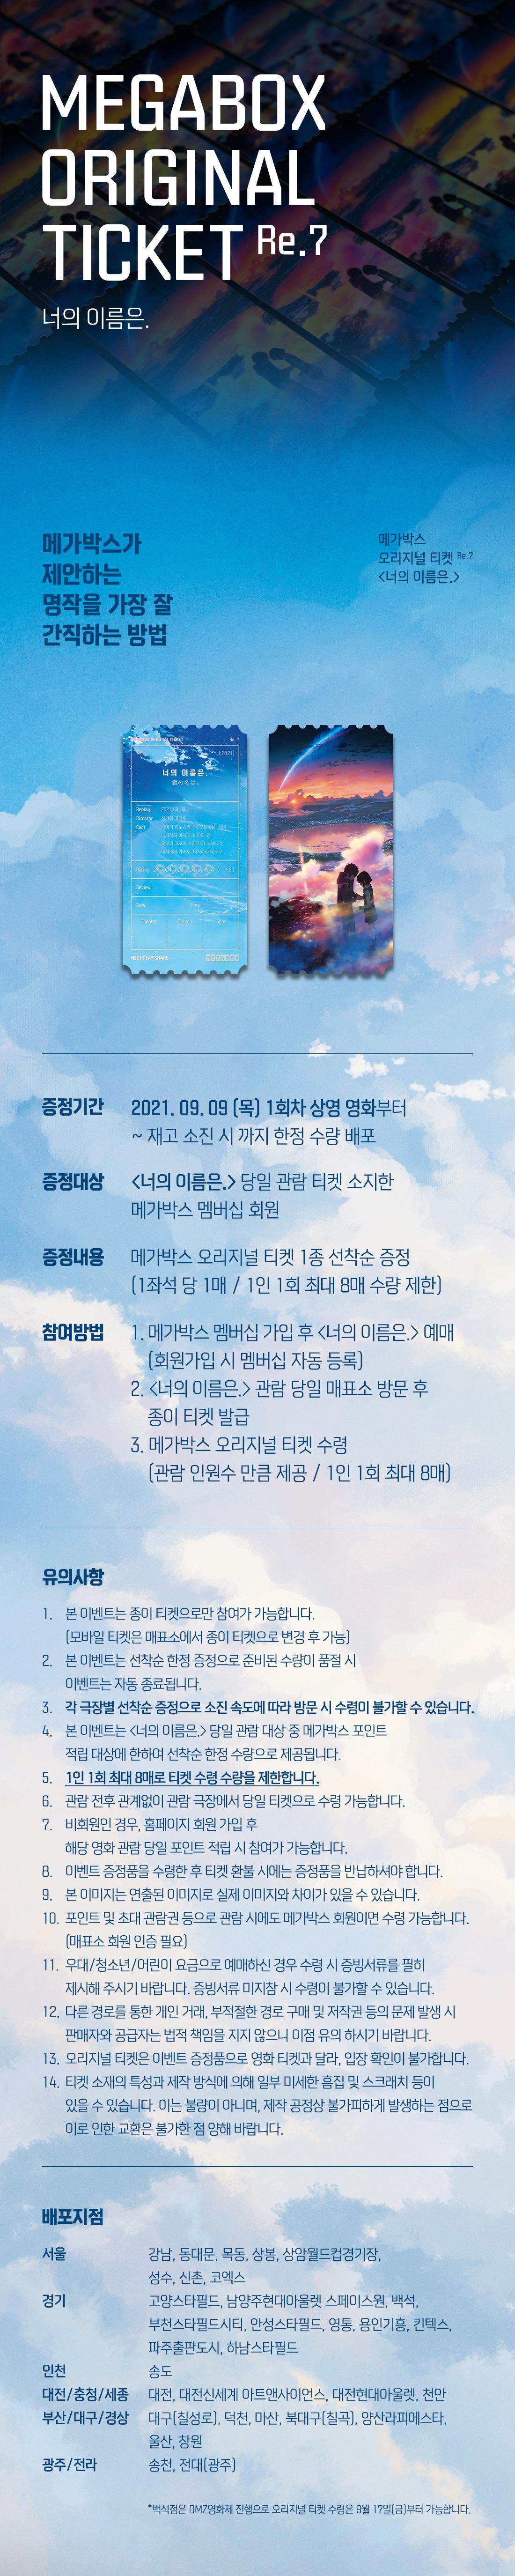 MEGABOX
ORIGINAL
TICKET Re.7
너의 이름은.
메가박스가
제안하는
명작을 가장 잘
간직하는 방법
메가박스
오리지널 티켓 Re.7
<너의 이름은.>
Re.7
(2021)
너의 이름은.
君の名は。
Replay 2021.09.09
Director
Cast
Rating
Review
Date Time
Theater
MEET PLAY SHARE
증정기간 2021. 09. 09 (목) 1회차 상영 영화부터
~ 재고 소진 시 까지 한정 수량 배포
증정대상 <너의 이름은.> 당일 관람 티켓 소지한
메가박스 멤버십 회원
증정내용 메가박스 오리지널 티켓 1종 선착순 증정
(1좌석 당 1매 / 1인 1회 최대 8매 수량 제한)
참여방법 1. 메가박스 멤버십 가입 후 <너의 이름은.> 예매
(회원가입 시 멤버십 자동 등록)
2. <너의 이름은.> 관람 당일 매표소 방문 후
종이 티켓 발급
3. 메가박스 오리지널 티켓 수령
(관람 인원수 만큼 제공 / 1인 1회 최대 8매)
유의사항
1. 본 이벤트는 종이 티켓으로만 참여가 가능합니다.
(모바일 티켓은 매표소에서 종이 티켓으로 변경 후 가능)
2. 본 이벤트는 선착순 한정 증정으로 준비된 수량이 품절 시
이벤트는 자동 종료됩니다.
3. 각 극장별 선착순 증정으로 소진 속도에 따라 방문 시 수령이 불가할 수 있습니다.
4. 본 이벤트는 <너의 이름은.> 당일 관람 대상 중 메가박스 포인트
적립 대상에 한하여 선착순 한정 수량으로 제공됩니다.
5. 1인 1회 최대 8매로 티켓 수령 수량을 제한합니다.
6. 관람 전후 관계없이 관람 극장에서 당일 티켓으로 수령 가능합니다.
7. 비회원인 경우, 홈페이지 회원 가입 후
해당 영화 관람 당일 포인트 적립 시 참여가 가능합니다.
8. 이벤트 증정품을 수령한 후 티켓 환불 시에는 증정품을 반납하셔야 합니다.
9. 본 이미지는 연출된 이미지로 실제 이미지와 차이가 있을 수 있습니다.
10. 포인트 및 초대 관람권 등으로 관람 시에도 메가박스 회원이면 수령 가능합니다.
(매표소 회원 인증 필요)
11. 우대/청소년/어린이 요금으로 예매하신 경우 수령 시 증빙서류를 필히
제시해 주시기 바랍니다. 증빙서류 미지참 시 수령이 불가할 수 있습니다.
12. 다른 경로를 통한 개인 거래, 부적절한 경로 구매 및 저작권 등의 문제 발생 시
판매자와 공급자는 법적 책임을 지지 않으니 이점 유의 하시기 바랍니다.
13. 오리지널 티켓은 이벤트 증정품으로 영화 티켓과 달라, 입장 확인이 불가합니다.
14. 티켓 소재의 특성과 제작 방식에 의해 일부 미세한 흠집 및 스크래치 등이
있을 수 있습니다. 이는 불량이 아니며, 제작 공정상 불가피하게 발생하는 점으로
이로 인한 교환은 불가한 점 양해 바랍니다.
배포지점
서울 강남, 동대문, 목동, 상봉, 상암월드컵경기장,
성수, 신촌, 코엑스
경기 고양스타필드, 남양주현대아울렛 스페이스원, 백석,
부천스타필드시티, 안성스타필드, 영통, 용인기흥, 킨텍스,
파주출판도시, 하남스타필드
인천 송도
대전/충청/세종 대전, 대전신세계 아트앤사이언스, 대전현대아울렛, 천안
부산/대구/경상 대구(칠성로), 덕천, 마산, 북대구(칠곡), 양산라피에스타,
울산, 창원
광주/전라 송천, 전대(광주)
*백석점은 DMZ영화제 진행으로 오리지널 티켓 수령은 9월 17일(금)부터 가능합니다.